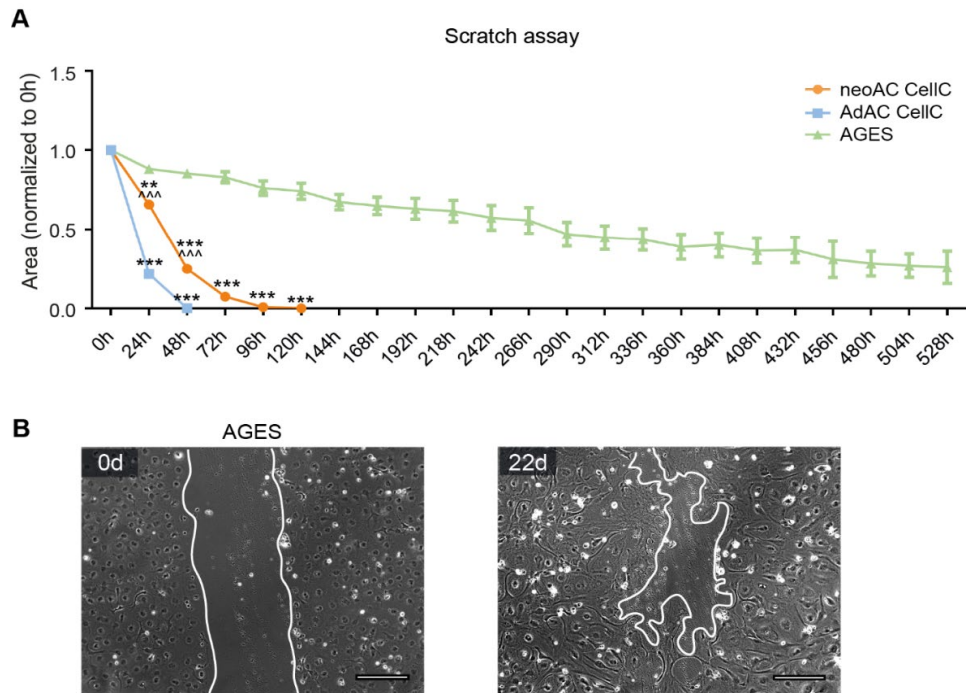 A
Scratch assay
Area (normalized to 0h)
1.5
1.0
0.5
0.0
neoAC CellC
AdAC CellC
AGES
**
^^^
***
***
^^^
***
***
***
***
0h 24h 48h 72h 96h 120h 144h 168h 192h 218h 242h 266h 290h 312h 336h 360h 384h 408h 432h 456h 480h 504h 528h
B
AGES
0d
22d